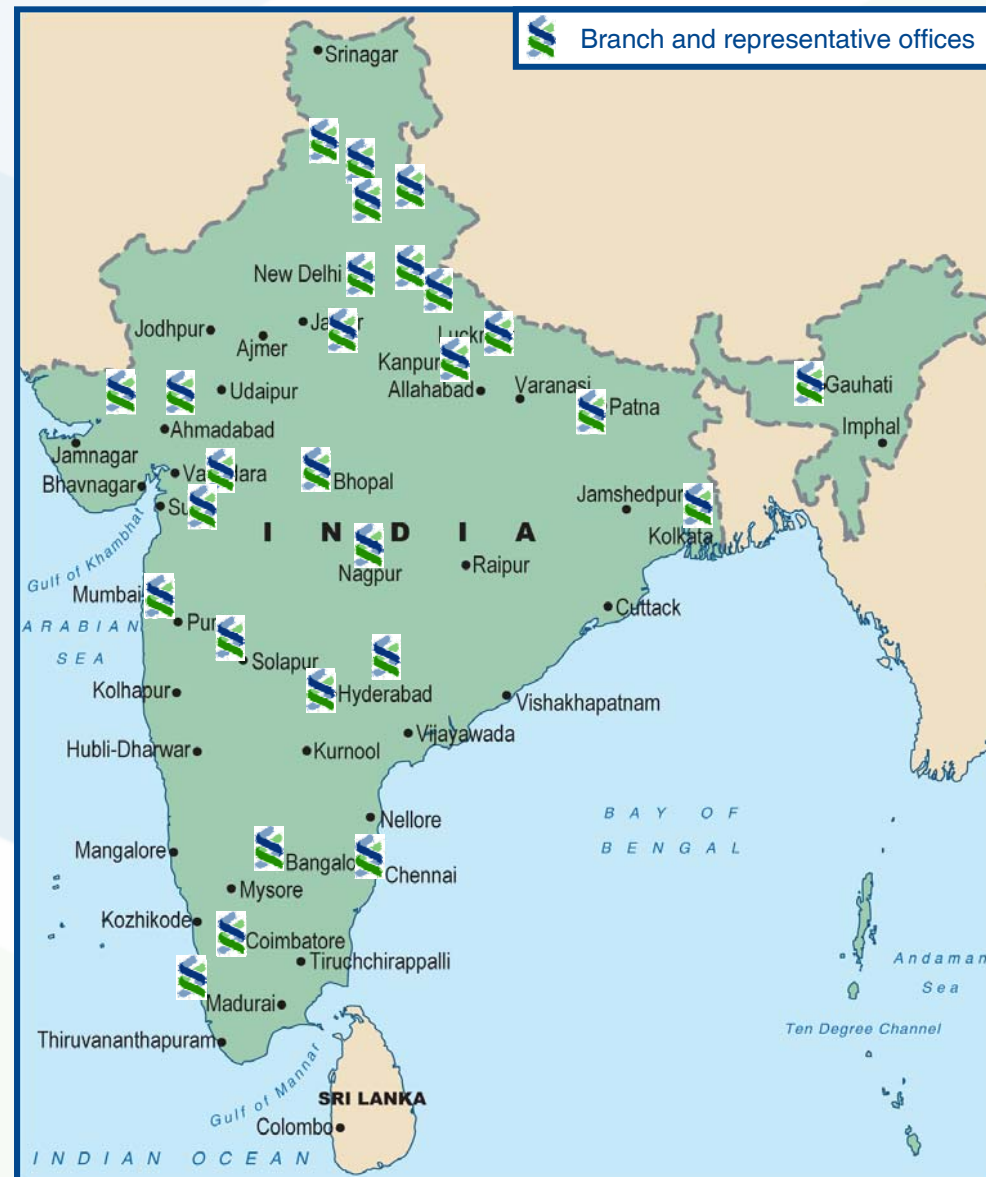 Branch and representative offices
Srinagar
New Delhi
Jodhpur
Ajmer
Kanpur
Udaipur
Allahabad
Varanasi
Patna
Gauhati
Imphal
Ahmadabad
Jamnagar
Bhavnagar
Bhopal
Jamshedpur
Kolkata
INDIA
Gulf of Khambhat
Nagpur
Raipur
Mumbai
Cuttack
ARABIAN
SEA
Solapur
Kolhapur
Hyderabad
Vishakhapatnam
Hubli-Dharwar
Kurnool
Vijayawada
Nellore
BAY OF
BENGAL
Mangalore
Chennai
Mysore
Kozhikode
Coimbatore
Tiruchchirappalli
Andaman
Sea
Madurai
Ten Degree Channel
Thiruvananthapuram
Gulf of Mannar
SRI LANKA
Colombo
INDIAN OCEAN